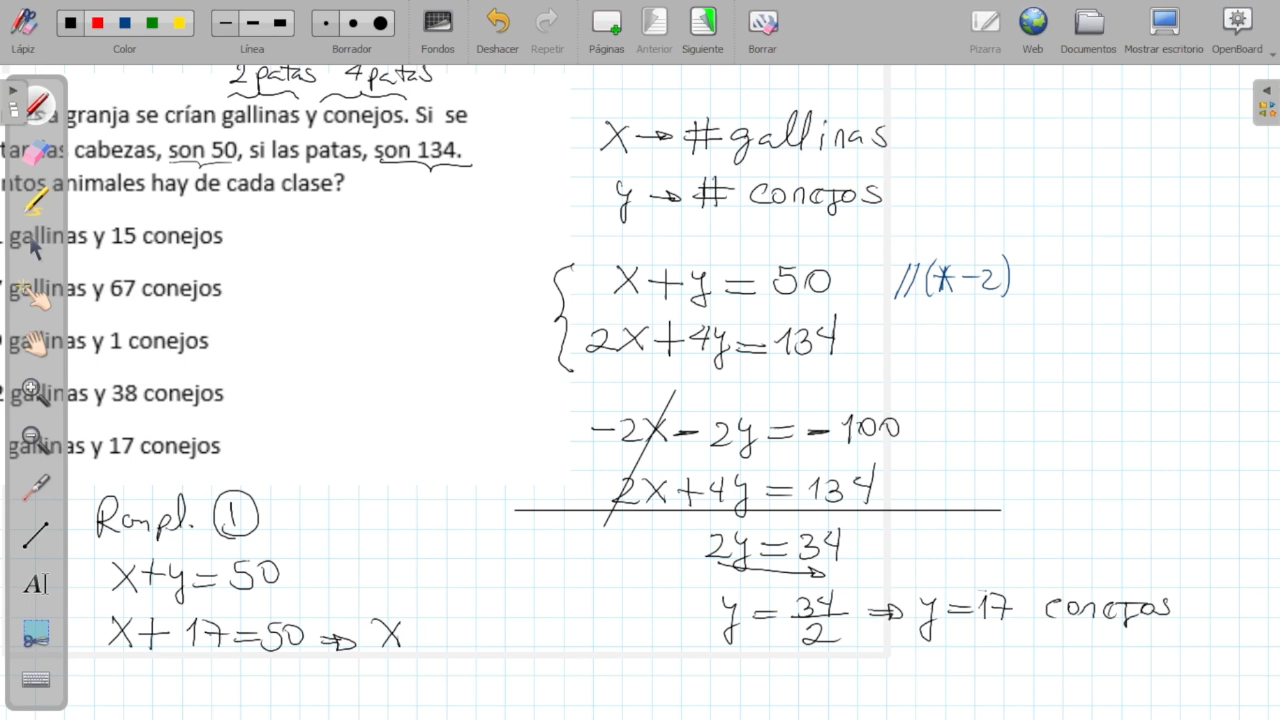 Lápiz Color Línea Borrador Fondos Deshacer Repetir Páginas Anterior Siguiente Borrar Pizarra Web Documentos Mostrar escritorio OpenBoard
2 patas 4 patas
a granja se crían gallinas y conejos. Si se
as cabezas, son 50, si las patas, son 134.
ntos animales hay de cada clase?
gallinas y 15 conejos
gallinas y 67 conejos
gallinas y 1 conejos
gallinas y 38 conejos
gallinas y 17 conejos
Rempl. ①
x+y=50
x+17=50 ⇒ x
x → # gallinas
y → # conejos
x+y=50 //(*-2)
2x+4y=134
-2x-2y=-100
2x+4y=134
2y=34
y=34/2 ⇒ y=17 conejos